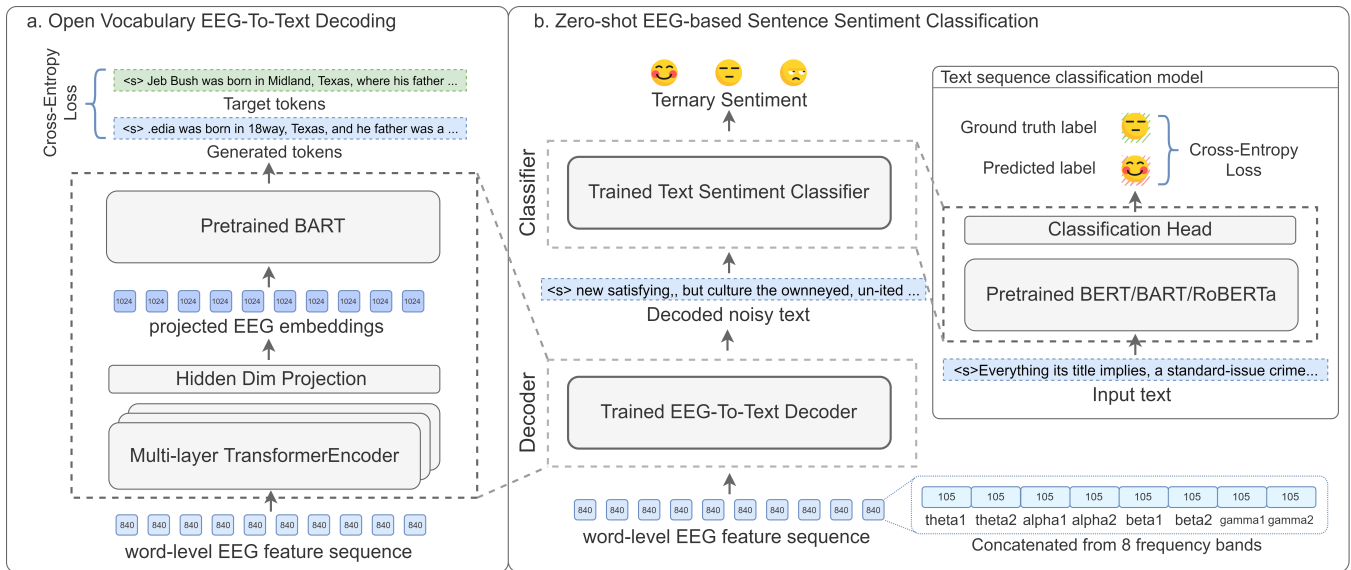 a. Open Vocabulary EEG-To-Text Decoding
Cross-Entropy
Loss
<s> Jeb Bush was born in Midland, Texas, where his father ...
Target tokens
<s> .edia was born in 18way, Texas, and he father was a ...
Generated tokens
Pretrained BART
1024 1024 1024 1024 1024 1024 1024 1024 1024 1024
projected EEG embeddings
Hidden Dim Projection
Multi-layer TransformerEncoder
840 840 840 840 840 840 840 840 840 840
word-level EEG feature sequence
b. Zero-shot EEG-based Sentence Sentiment Classification
Ternary Sentiment
Classifier
Trained Text Sentiment Classifier
<s> new satisfying,, but culture the ownneyed, un-ited ...
Decoded noisy text
Decoder
Trained EEG-To-Text Decoder
840 840 840 840 840 840 840 840 840 840
word-level EEG feature sequence
Text sequence classification model
Ground truth label
Predicted label
Cross-Entropy
Loss
Classification Head
Pretrained BERT/BART/RoBERTa
<s>Everything its title implies, a standard-issue crime...
Input text
105 105 105 105 105 105 105 105
theta1 theta2 alpha1 alpha2 beta1 beta2 gamma1 gamma2
Concatenated from 8 frequency bands